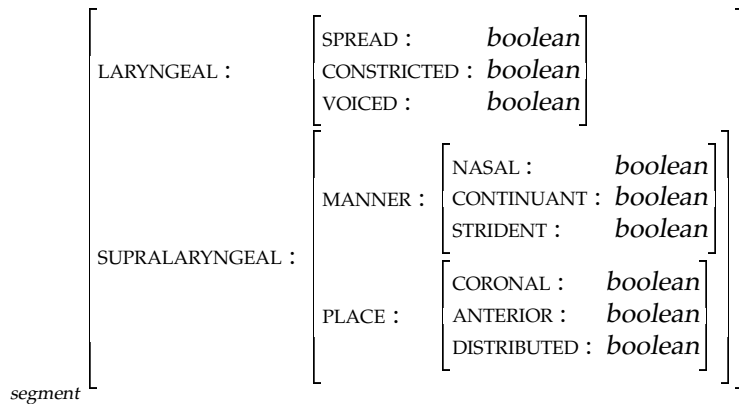 SPREAD : boolean
LARYNGEAL : CONSTRICTED : boolean
VOICED : boolean
NASAL : boolean
MANNER : CONTINUANT : boolean
STRIDENT : boolean
SUPRALARYNGEAL :
CORONAL : boolean
PLACE : ANTERIOR : boolean
DISTRIBUTED : boolean
segment